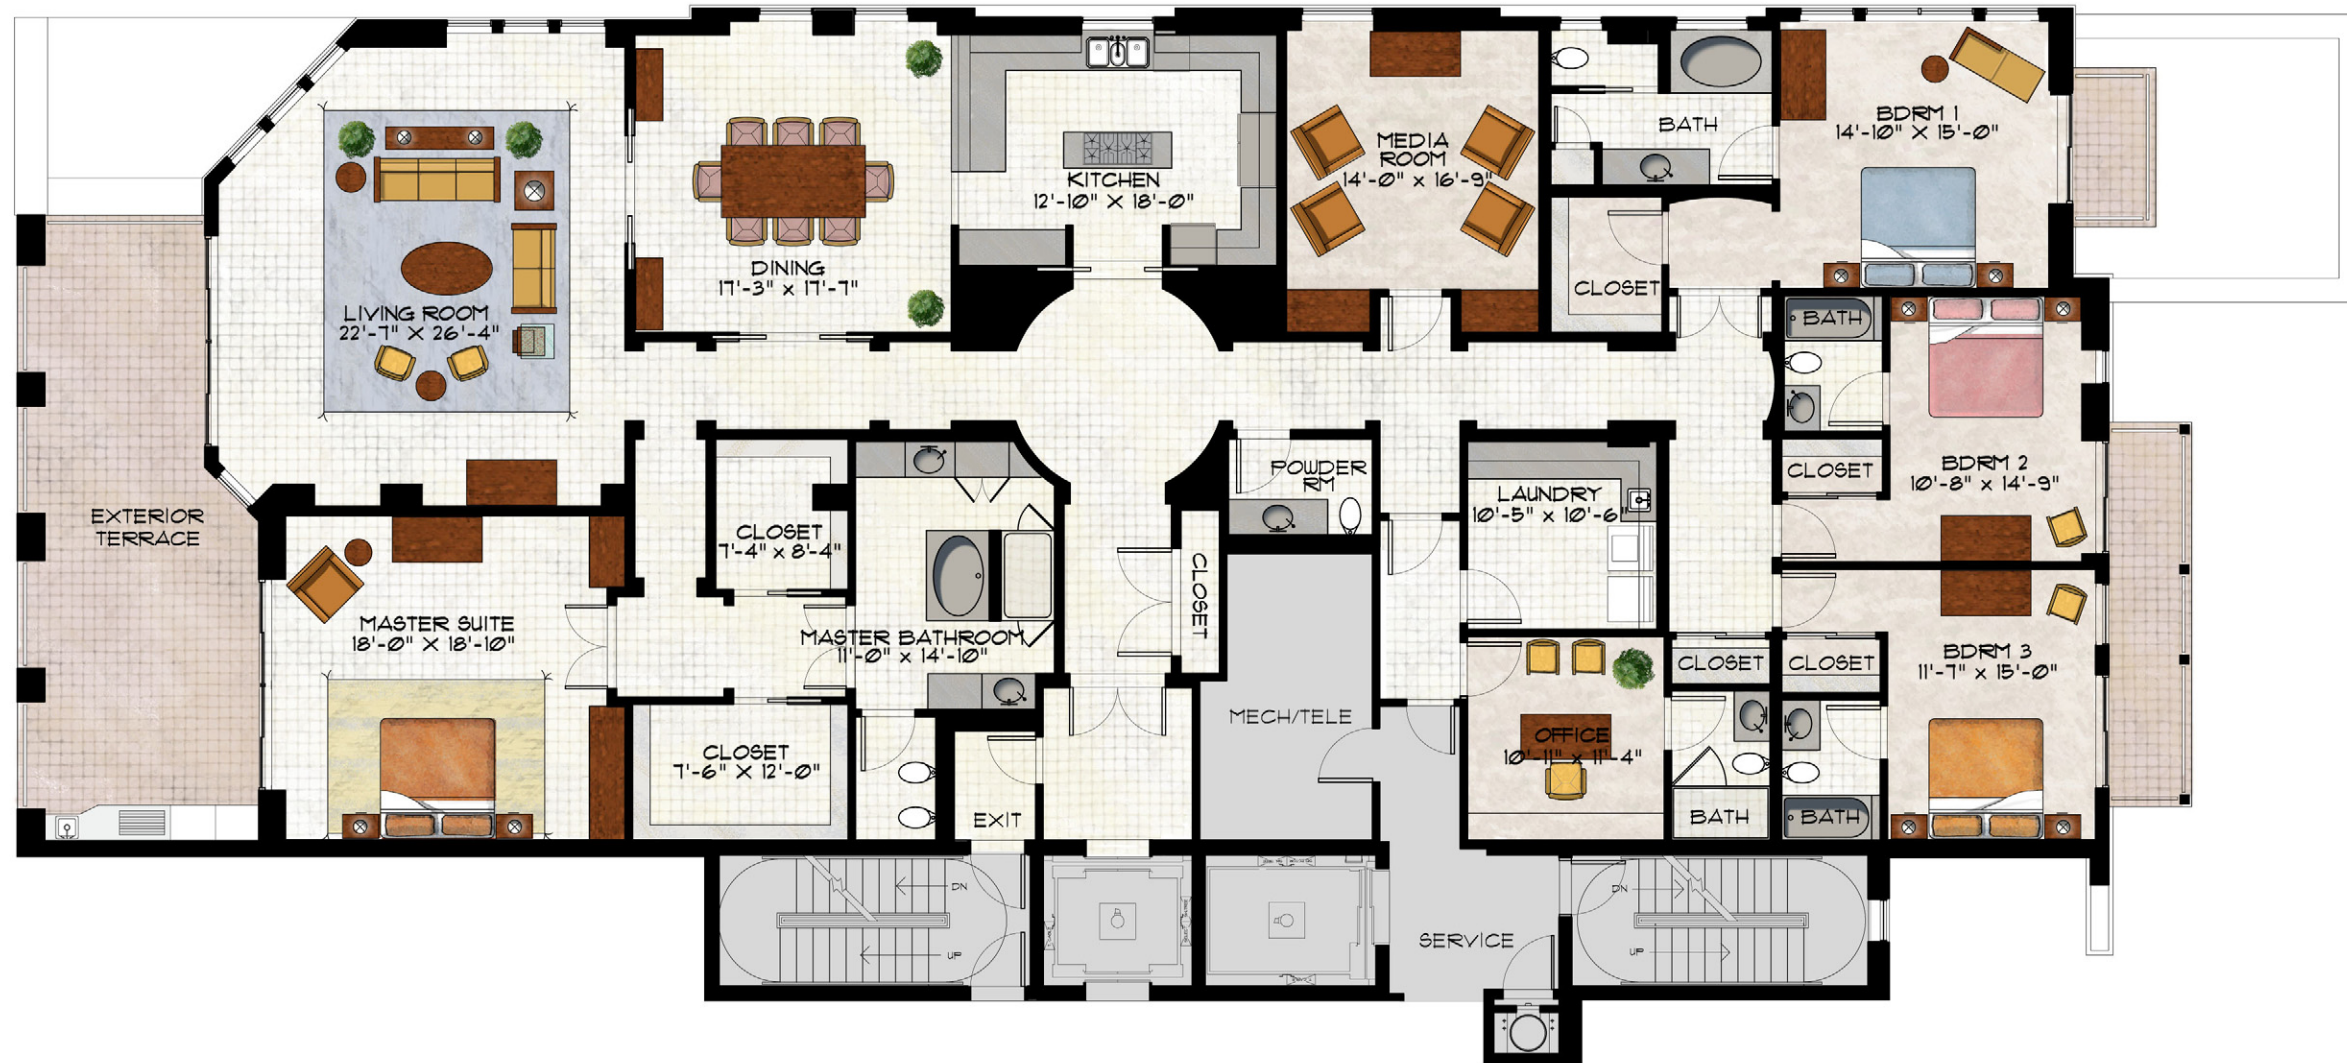 LIVING ROOM
22'-7" X 26'-4"
DINING
17'-3" X 17'-7"
KITCHEN
12'-10" X 18'-0"
MEDIA
ROOM
14'-0" X 16'-9"
BATH
BDRM 1
14'-10" X 15'-0"
CLOSET
BATH
CLOSET
BDRM 2
10'-8" X 14'-9"
EXTERIOR
TERRACE
MASTER SUITE
18'-0" X 18'-10"
CLOSET
7'-4" X 8'-4"
MASTER BATHROOM
11'-0" X 14'-10"
CLOSET
7'-6" X 12'-0"
CLOSET
EXIT
POWDER
RM
LAUNDRY
10'-5" X 10'-6"
MECH/TELE
OFFICE
10'-11" X 11'-4"
CLOSET
BATH
CLOSET
BATH
BDRM 3
11'-7" X 15'-0"
DN
UP
SERVICE
DN
UP